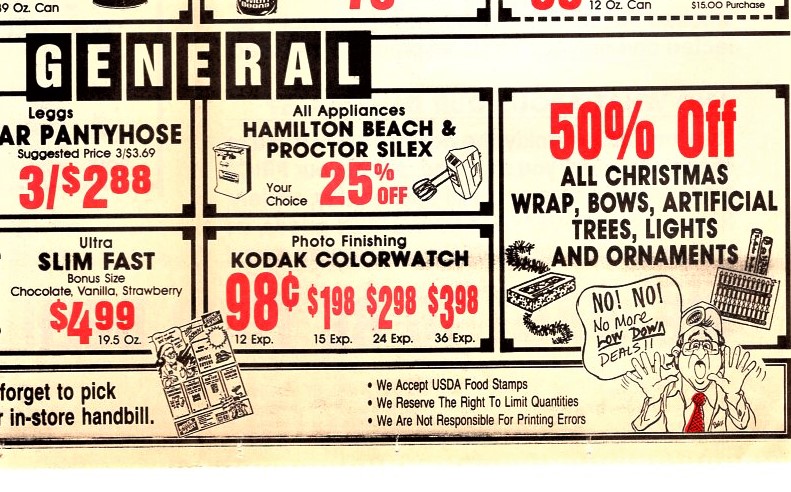 39 Oz. Can
12 Oz. Can
$15.00 Purchase
GENERAL
Leggs
AR PANTYHOSE
Suggested Price 3/$3.69
3/$2 88
All Appliances
HAMILTON BEACH &
PROCTOR SILEX
Your
Choice
25% OFF
50% Off
ALL CHRISTMAS
WRAP, BOWS, ARTIFICIAL
TREES, LIGHTS
AND ORNAMENTS
Ultra
SLIM FAST
Bonus Size
Chocolate, Vanilla, Strawberry
$4 99
19.5 Oz.
Photo Finishing
KODAK COLORWATCH
98¢ $1 98 $2 98 $3 98
12 Exp. 15 Exp. 24 Exp. 36 Exp.
NO! NO!
No More
LOW DOWN
DEALS!!
forget to pick
r in-store handbill.
• We Accept USDA Food Stamps
• We Reserve The Right To Limit Quantities
• We Are Not Responsible For Printing Errors